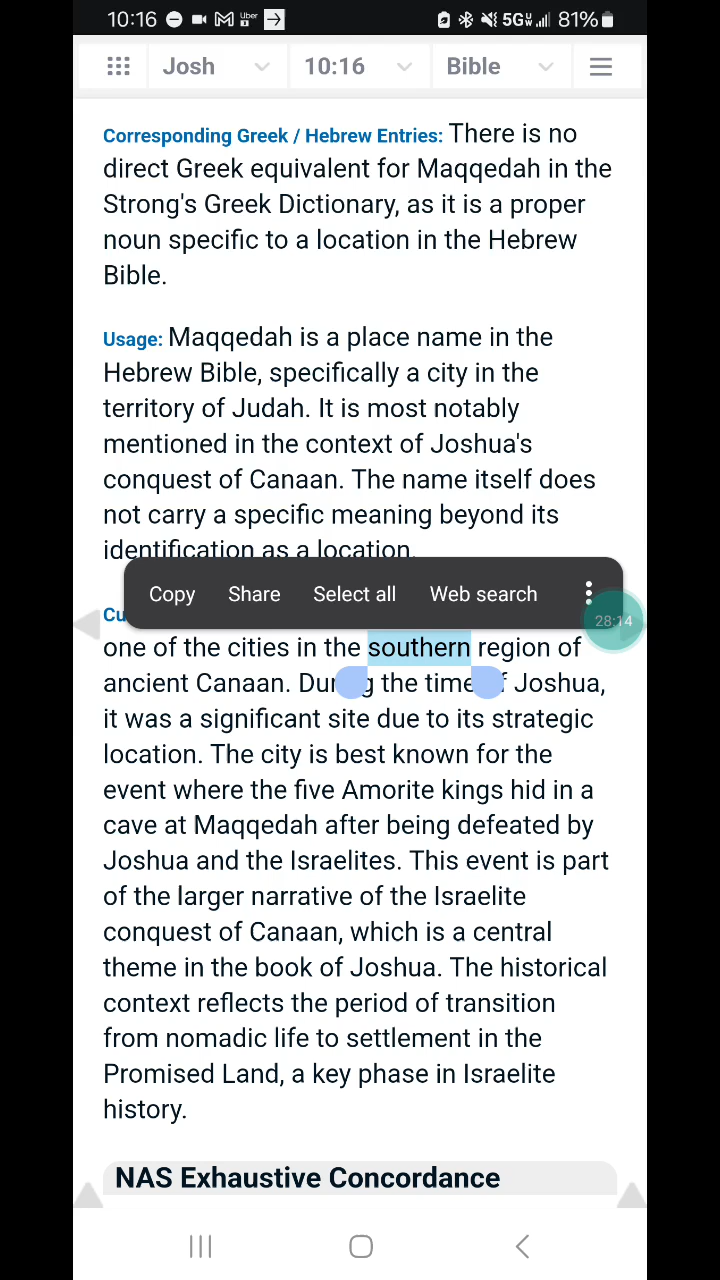 10:16 Uber 5G 81%
Josh 10:16 Bible
Corresponding Greek / Hebrew Entries: There is no
direct Greek equivalent for Maqqedah in the
Strong's Greek Dictionary, as it is a proper
noun specific to a location in the Hebrew
Bible.
Usage: Maqqedah is a place name in the
Hebrew Bible, specifically a city in the
territory of Judah. It is most notably
mentioned in the context of Joshua's
conquest of Canaan. The name itself does
not carry a specific meaning beyond its
identification as a location.
Copy Share Select all Web search
Cu
28:14
one of the cities in the southern region of
ancient Canaan. During the time of Joshua,
it was a significant site due to its strategic
location. The city is best known for the
event where the five Amorite kings hid in a
cave at Maqqedah after being defeated by
Joshua and the Israelites. This event is part
of the larger narrative of the Israelite
conquest of Canaan, which is a central
theme in the book of Joshua. The historical
context reflects the period of transition
from nomadic life to settlement in the
Promised Land, a key phase in Israelite
history.
NAS Exhaustive Concordance